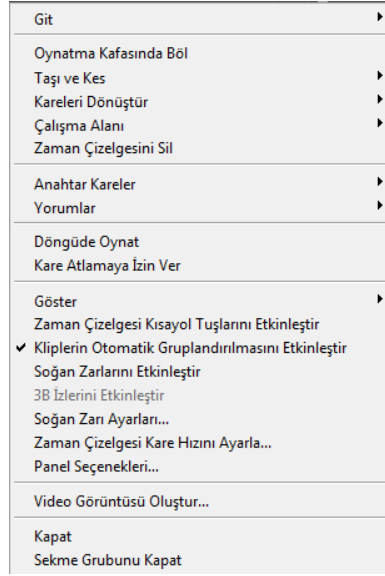 Git
Oynatma Kafasında Böl
Taşı ve Kes
Kareleri Dönüştür
Çalışma Alanı
Zaman Çizelgesini Sil
Anahtar Kareler
Yorumlar
Döngüde Oynat
Kare Atlamaya İzin Ver
Göster
Zaman Çizelgesi Kısayol Tuşlarını Etkinleştir
Kliplerin Otomatik Gruplandırılmasını Etkinleştir
Soğan Zarlarını Etkinleştir
3B İzlerini Etkinleştir
Soğan Zarı Ayarları...
Zaman Çizelgesi Kare Hızını Ayarla...
Panel Seçenekleri...
Video Görüntüsü Oluştur...
Kapat
Sekme Grubunu Kapat